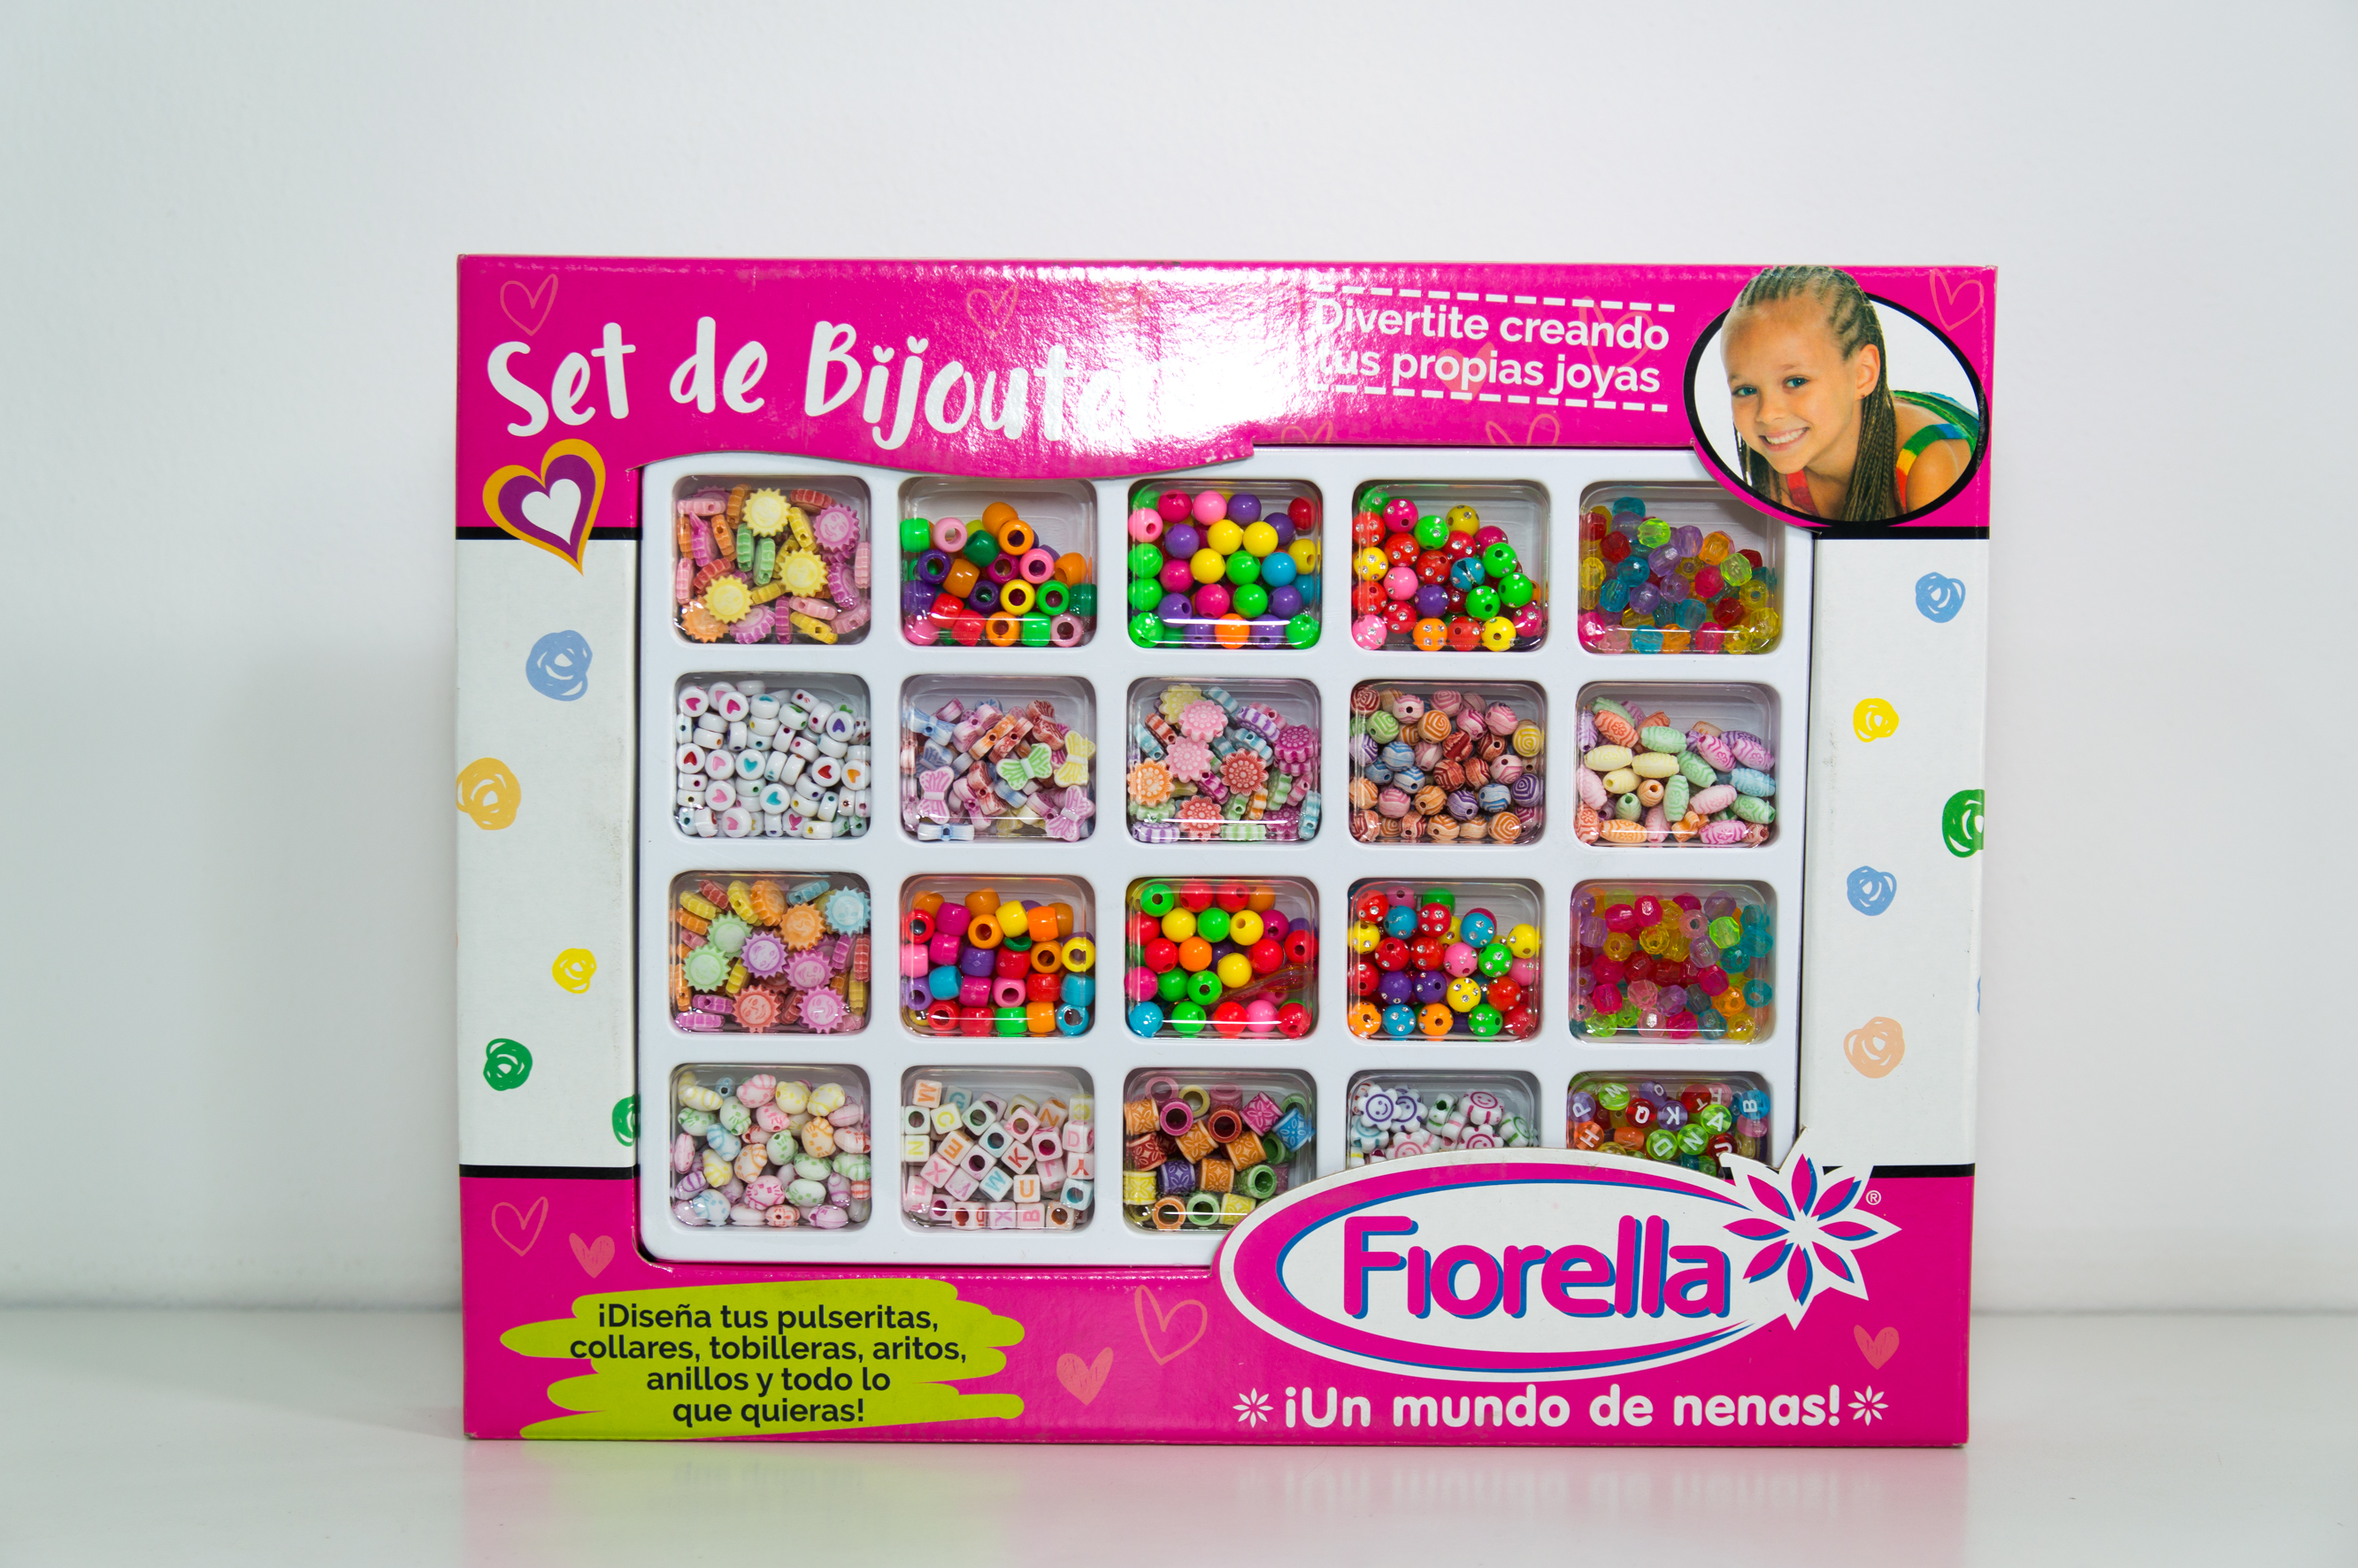 Set de
Divertite creando
tus propias joyas
Fiorella
®
¡Diseña tus pulseritas,
collares, tobilleras, aritos,
anillos y todo lo
que quieras!
¡Un mundo de nenas!